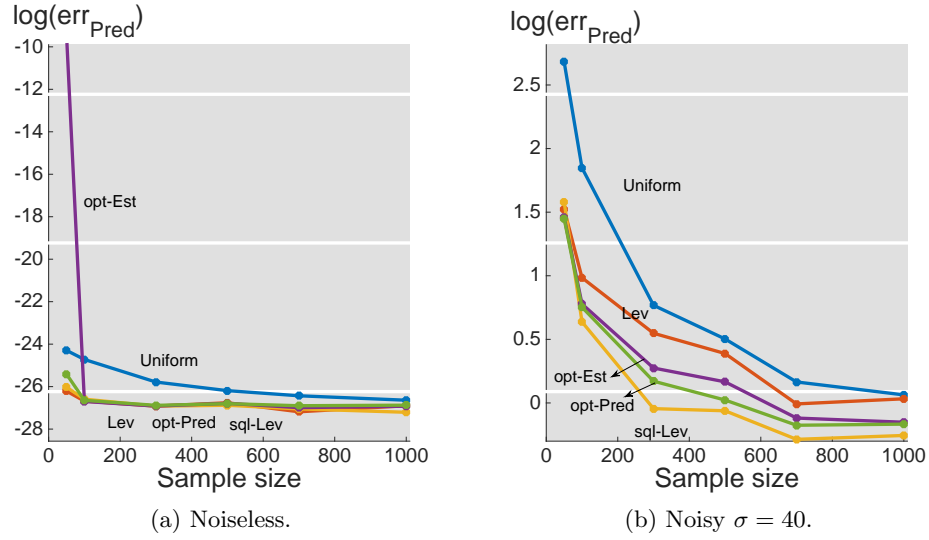 log(err_Pred)
-10
-12
-14
-16
-18
-20
-22
-24
-26
-28
opt-Est
Uniform
Lev opt-Pred sql-Lev
0 200 400 600 800 1000
Sample size
(a) Noiseless.
log(err_Pred)
2.5
2
1.5
1
0.5
0
Uniform
Lev
opt-Est
opt-Pred
sql-Lev
0 200 400 600 800 1000
Sample size
(b) Noisy σ = 40.